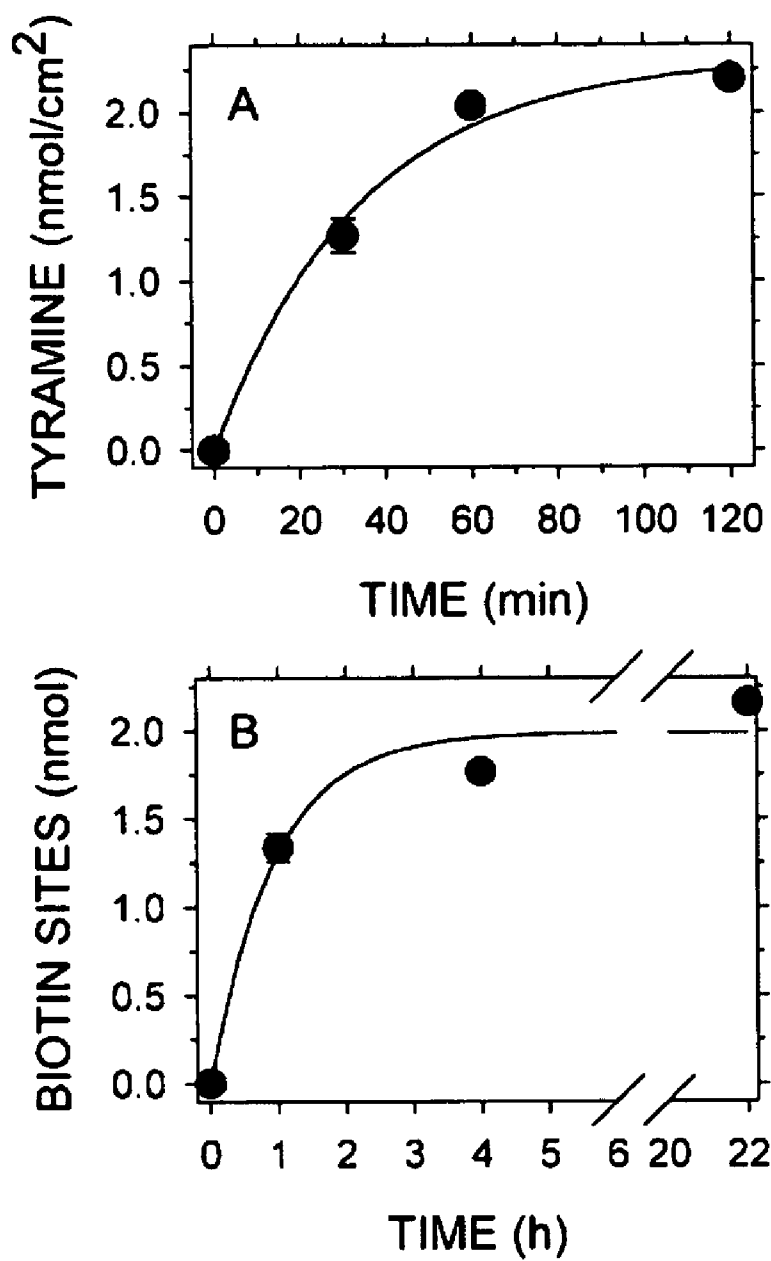 A
TYRAMINE (nmol/cm²)
2.0
1.5
1.0
0.5
0.0
0 20 40 60 80 100 120
TIME (min)
B
BIOTIN SITES (nmol)
2.0
1.5
1.0
0.5
0.0
0 1 2 3 4 5 6 20 22
TIME (h)